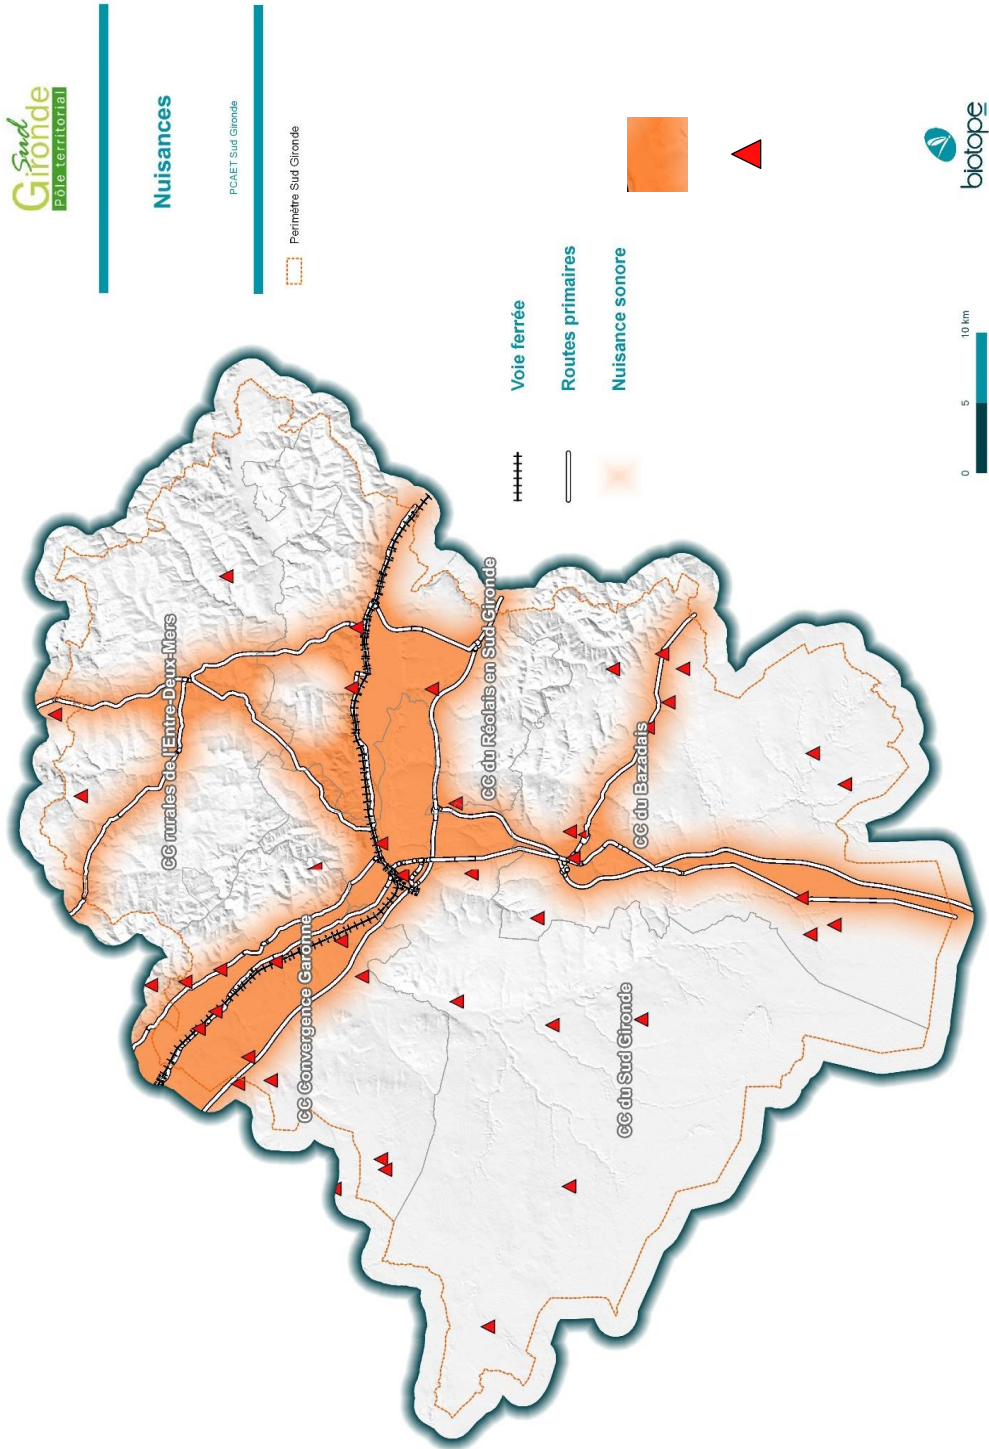 Sud
Gironde
Pôle territorial
Nuisances
PCAET Sud Gironde
Perimètre Sud Gironde
Voie ferrée
Routes primaires
Nuisance sonore
CC rurales de l'Entre-Deux-Mers
CC du Réolais en Sud Gironde
CC Convergence Garonne
CC du Bazadais
CC du Sud Gironde
0 5 10 km
biotope